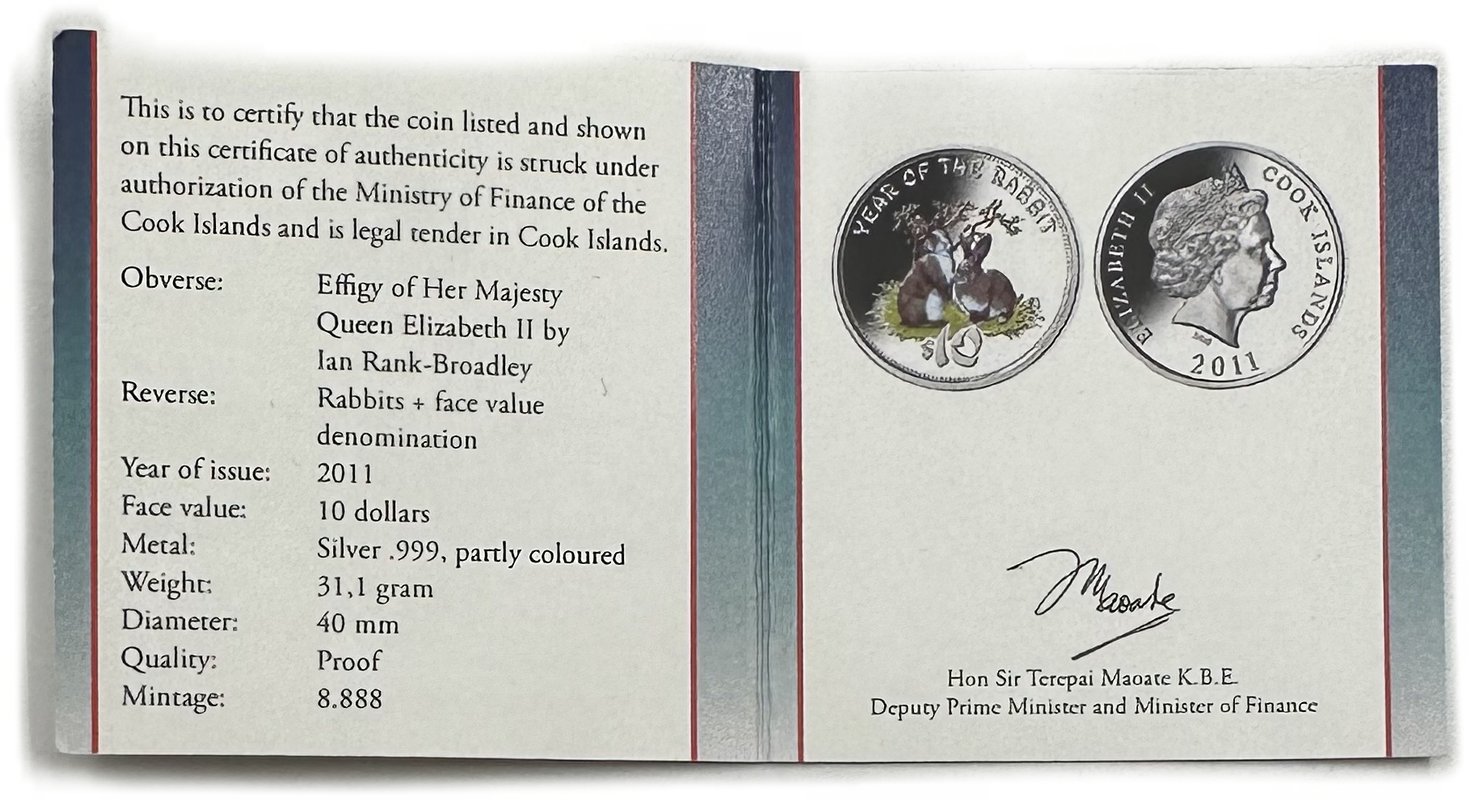 This is to certify that the coin listed and shown
on this certificate of authenticity is struck under
authorization of the Ministry of Finance of the
Cook Islands and is legal tender in Cook Islands.
Obverse: Effigy of Her Majesty
Queen Elizabeth II by
Ian Rank-Broadley
Reverse: Rabbits + face value
denomination
Year of issue: 2011
Face value: 10 dollars
Metal: Silver .999, partly coloured
Weight: 31,1 gram
Diameter: 40 mm
Quality: Proof
Mintage: 8.888
YEAR OF THE RABBIT
$10
ELIZABETH II
COOK ISLANDS
2011
Maoate
Hon Sir Terepai Maoate K.B.E.
Deputy Prime Minister and Minister of Finance